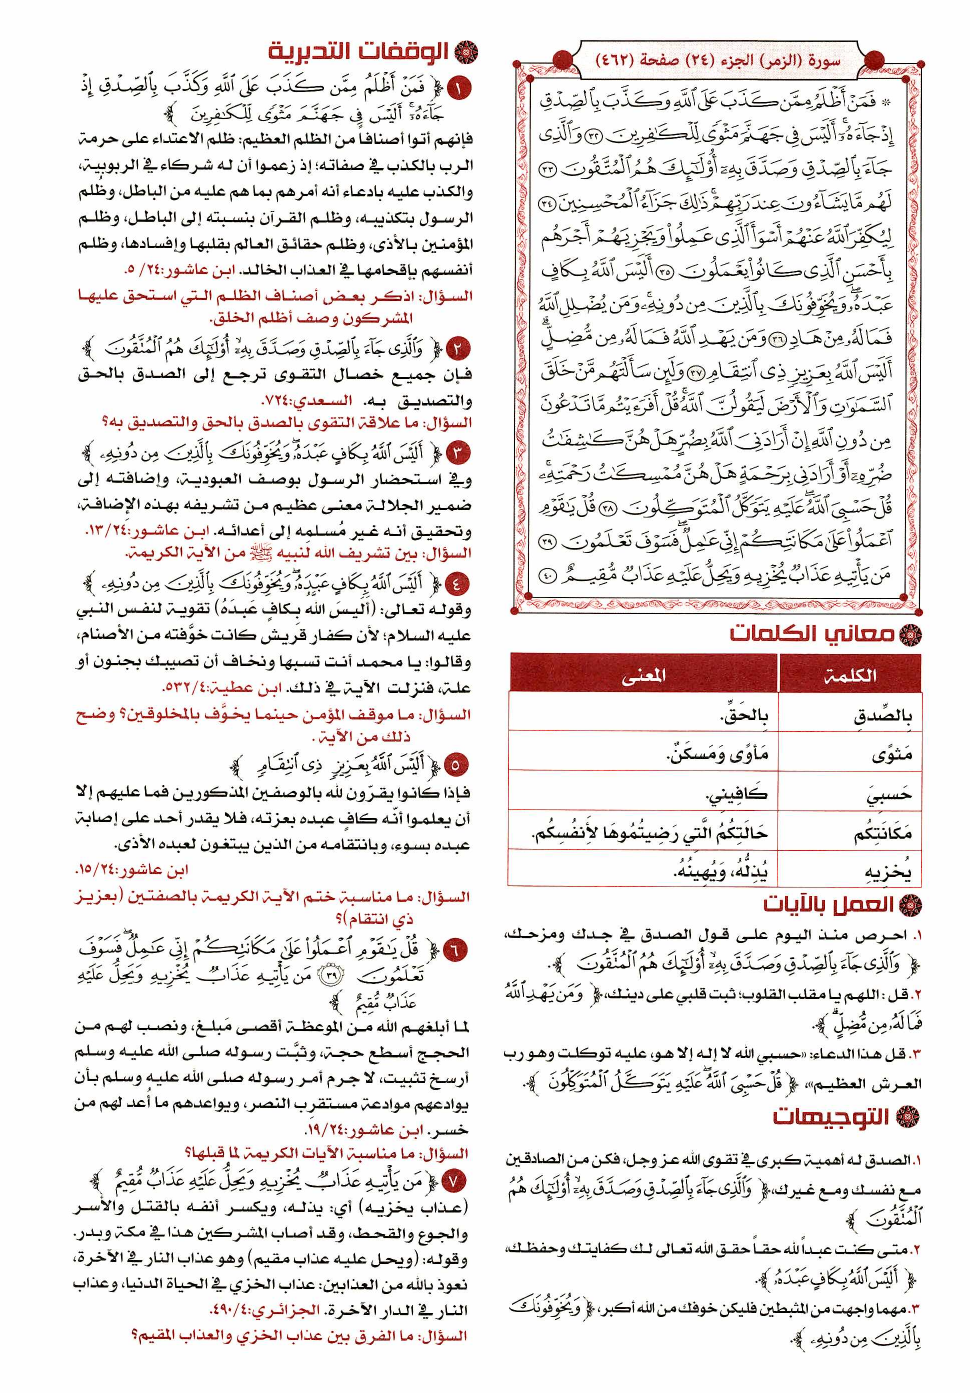 سورة (الزمر) الجزء (٢٤) صفحة (٤٦٢)
* فَمَنْ أَظْلَمُ مِمَّن كَذَبَ عَلَى ٱللَّهِ وَكَذَّبَ بِٱلصِّدْقِ
إِذْ جَآءَهُۥٓ أَلَيْسَ فِى جَهَنَّمَ مَثْوًى لِّلْكَٰفِرِينَ ٣٢ وَٱلَّذِى
جَآءَ بِٱلصِّدْقِ وَصَدَّقَ بِهِۦٓ أُو۟لَٰٓئِكَ هُمُ ٱلْمُتَّقُونَ ٣٣
لَهُم مَّا يَشَآءُونَ عِندَ رَبِّهِمْ ذَٰلِكَ جَزَآءُ ٱلْمُحْسِنِينَ ٣٤
لِيُكَفِّرَ ٱللَّهُ عَنْهُمْ أَسْوَأَ ٱلَّذِى عَمِلُوا۟ وَيَجْزِيَهُمْ أَجْرَهُم
بِأَحْسَنِ ٱلَّذِى كَانُوا۟ يَعْمَلُونَ ٣٥ أَلَيْسَ ٱللَّهُ بِكَافٍ
عَبْدَهُۥ وَيُخَوِّفُونَكَ بِٱلَّذِينَ مِن دُونِهِۦ وَمَن يُضْلِلِ ٱللَّهُ
فَمَا لَهُۥ مِنْ هَادٍ ٣٦ وَمَن يَهْدِ ٱللَّهُ فَمَا لَهُۥ مِن مُّضِلٍّ
أَلَيْسَ ٱللَّهُ بِعَزِيزٍ ذِى ٱنتِقَامٍ ٣٧ وَلَئِن سَأَلْتَهُم مَّنْ خَلَقَ
ٱلسَّمَٰوَٰتِ وَٱلْأَرْضَ لَيَقُولُنَّ ٱللَّهُ قُلْ أَفَرَءَيْتُم مَّا تَدْعُونَ
مِن دُونِ ٱللَّهِ إِنْ أَرَادَنِىَ ٱللَّهُ بِضُرٍّ هَلْ هُنَّ كَٰشِفَٰتُ
ضُرِّهِۦٓ أَوْ أَرَادَنِى بِرَحْمَةٍ هَلْ هُنَّ مُمْسِكَٰتُ رَحْمَتِهِۦ
قُلْ حَسْبِىَ ٱللَّهُ عَلَيْهِ يَتَوَكَّلُ ٱلْمُتَوَكِّلُونَ ٣٨ قُلْ يَٰقَوْمِ
ٱعْمَلُوا۟ عَلَىٰ مَكَانَتِكُمْ إِنِّى عَٰمِلٌ فَسَوْفَ تَعْلَمُونَ ٣٩
مَن يَأْتِيهِ عَذَابٌ يُخْزِيهِ وَيَحِلُّ عَلَيْهِ عَذَابٌ مُّقِيمٌ ٤٠
معاني الكلمات
الكلمة المعنى
بِالصِّدقِ بِالحَقِّ.
مَثوًى مَأوًى وَمَسكَنٌ.
حَسبيَ كَافِيني.
مَكَانَتِكُم حَالَتِكُمُ الَّتي رَضِيتُمُوهَا لأَنفُسِكُم.
يُخزِيهِ يُذِلُّهُ، وَيُهِينُهُ.
العمل بالآيات
١. احرص منذ اليوم على قول الصدق في جدك ومزحك،
﴿ وَٱلَّذِى جَآءَ بِٱلصِّدْقِ وَصَدَّقَ بِهِۦٓ أُو۟لَٰٓئِكَ هُمُ ٱلْمُتَّقُونَ ﴾.
٢. قل: اللهم يا مقلب القلوب؛ ثبت قلبي على دينك، ﴿ وَمَن يَهْدِ ٱللَّهُ
فَمَا لَهُۥ مِن مُّضِلٍّ ﴾.
٣. قل هذا الدعاء: «حسبي الله لا إله إلا هو، عليه توكلت وهو رب
العرش العظيم»، ﴿ قُلْ حَسْبِىَ ٱللَّهُ عَلَيْهِ يَتَوَكَّلُ ٱلْمُتَوَكِّلُونَ ﴾.
التوجيهات
١. الصدق له أهمية كبرى في تقوى الله عز وجل، فكن من الصادقين
مع نفسك ومع غيرك، ﴿ وَٱلَّذِى جَآءَ بِٱلصِّدْقِ وَصَدَّقَ بِهِۦٓ أُو۟لَٰٓئِكَ هُمُ
ٱلْمُتَّقُونَ ﴾
٢. متى كنت عبداً لله حقاً حقق الله تعالى لك كفايتك وحفظك،
﴿ أَلَيْسَ ٱللَّهُ بِكَافٍ عَبْدَهُۥ ﴾.
٣. مهما واجهت من المثبطين فليكن خوفك من الله أكبر، ﴿ وَيُخَوِّفُونَكَ
بِٱلَّذِينَ مِن دُونِهِۦ ﴾.
الوقفات التدبرية
١ ﴿ فَمَنْ أَظْلَمُ مِمَّن كَذَبَ عَلَى ٱللَّهِ وَكَذَّبَ بِٱلصِّدْقِ إِذْ
جَآءَهُۥٓ أَلَيْسَ فِى جَهَنَّمَ مَثْوًى لِّلْكَٰفِرِينَ ﴾
فإنهم أتوا أصنافا من الظلم العظيم: ظلم الاعتداء على حرمة
الرب بالكذب في صفاته؛ إذ زعموا أن له شركاء في الربوبية،
والكذب عليه بادعاء أنه أمرهم بما هم عليه من الباطل، وظلم
الرسول بتكذيبه، وظلم القرآن بنسبته إلى الباطل، وظلم
المؤمنين بالأذى، وظلم حقائق العالم بقلبها وإفسادها، وظلم
أنفسهم بإقحامها في العذاب الخالد. ابن عاشور:٢٤/ ٥.
السؤال: اذكر بعض أصناف الظلم التي استحق عليها
المشركون وصف أظلم الخلق.
٢ ﴿ وَٱلَّذِى جَآءَ بِٱلصِّدْقِ وَصَدَّقَ بِهِۦٓ أُو۟لَٰٓئِكَ هُمُ ٱلْمُتَّقُونَ ﴾
فإن جميع خصال التقوى ترجع إلى الصدق بالحق
والتصديق به. السعدي:٧٢٤.
السؤال: ما علاقة التقوى بالصدق بالحق والتصديق به؟
٣ ﴿ أَلَيْسَ ٱللَّهُ بِكَافٍ عَبْدَهُۥ وَيُخَوِّفُونَكَ بِٱلَّذِينَ مِن دُونِهِۦ ﴾
وفي استحضار الرسول بوصف العبودية، وإضافته إلى
ضمير الجلالة معنى عظيم من تشريفه بهذه الإضافة،
وتحقيق أنه غير مُسلمه إلى أعدائه. ابن عاشور:١٣/٢٤.
السؤال: بين تشريف الله لنبيه ﷺ من الآية الكريمة.
٤ ﴿ أَلَيْسَ ٱللَّهُ بِكَافٍ عَبْدَهُۥ وَيُخَوِّفُونَكَ بِٱلَّذِينَ مِن دُونِهِۦ ﴾
وقوله تعالى: (أليسَ الله بِكافٍ عَبدَهُ) تقوية لنفس النبي
عليه السلام؛ لأن كفار قريش كانت خوَّفته من الأصنام،
وقالوا: يا محمد أنت تسبها ونخاف أن تصيبك بجنون أو
علة، فنزلت الآية في ذلك. ابن عطية:٥٣٢/٤.
السؤال: ما موقف المؤمن حينما يخوَّف بالمخلوقين؟ وضح
ذلك من الآية .
٥ ﴿ أَلَيْسَ ٱللَّهُ بِعَزِيزٍ ذِى ٱنتِقَامٍ ﴾
فإذا كانوا يقرّون لله بالوصفين المذكورين فما عليهم إلا
أن يعلموا أنّه كافٍ عبده بعزته، فلا يقدر أحد على إصابة
عبده بسوء، وبانتقامه من الذين يبتغون لعبده الأذى.
ابن عاشور:١٥/٢٤.
السؤال: ما مناسبة ختم الآية الكريمة بالصفتين (بعزيز
ذي انتقام)؟
٦ ﴿ قُلْ يَٰقَوْمِ ٱعْمَلُوا۟ عَلَىٰ مَكَانَتِكُمْ إِنِّى عَٰمِلٌ فَسَوْفَ
تَعْلَمُونَ ٣٩ مَن يَأْتِيهِ عَذَابٌ يُخْزِيهِ وَيَحِلُّ عَلَيْهِ
عَذَابٌ مُّقِيمٌ ﴾
لما أبلغهم الله من الموعظة أقصى مَبلغ، ونصب لهم من
الحجج أسطع حجة، وثبَّت رسوله صلى الله عليه وسلم
أرسخ تثبيت، لا جرم أمر رسوله صلى الله عليه وسلم بأن
يوادعهم موادعة مستقرِب النصر، ويواعدهم ما أُعد لهم من
خسر. ابن عاشور:١٩/٢٤.
السؤال: ما مناسبة الآيات الكريمة لما قبلها؟
٧ ﴿ مَن يَأْتِيهِ عَذَابٌ يُخْزِيهِ وَيَحِلُّ عَلَيْهِ عَذَابٌ مُّقِيمٌ ﴾
(عذاب يخزيه) أي: يذله، ويكسر أنفه بالقتل والأسر
والجوع والقحط، وقد أصاب المشركين هذا في مكة وبدر.
وقوله: (ويحل عليه عذاب مقيم) وهو عذاب النار في الآخرة،
نعوذ بالله من العذابين: عذاب الخزي في الحياة الدنيا، وعذاب
النار في الدار الآخرة. الجزائري:٤٩٠/٤.
السؤال: ما الفرق بين عذاب الخزي والعذاب المقيم؟